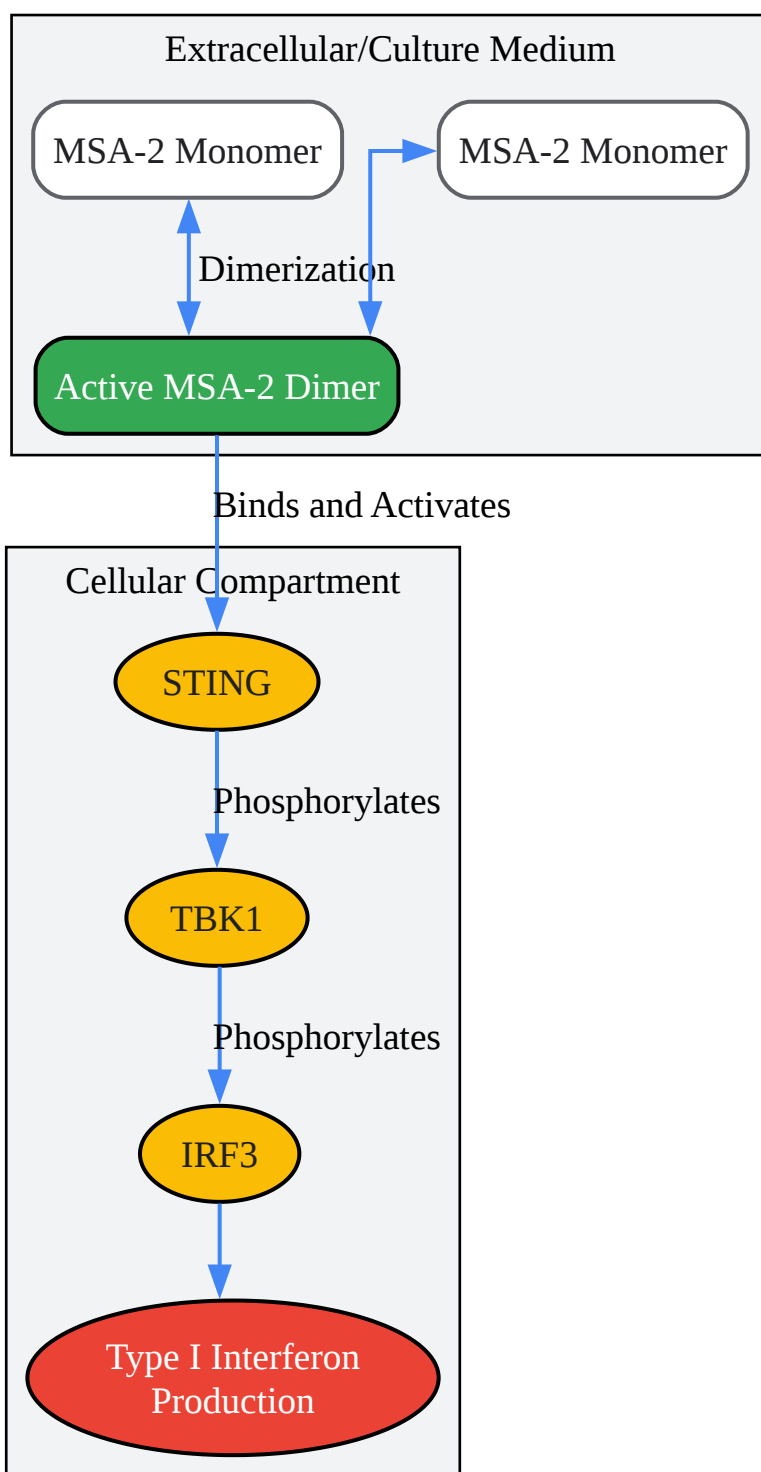 Extracellular/Culture Medium
MSA-2 Monomer
MSA-2 Monomer
Dimerization
Active MSA-2 Dimer
Binds and Activates
Cellular Compartment
STING
Phosphorylates
TBK1
Phosphorylates
IRF3
Type I Interferon
Production